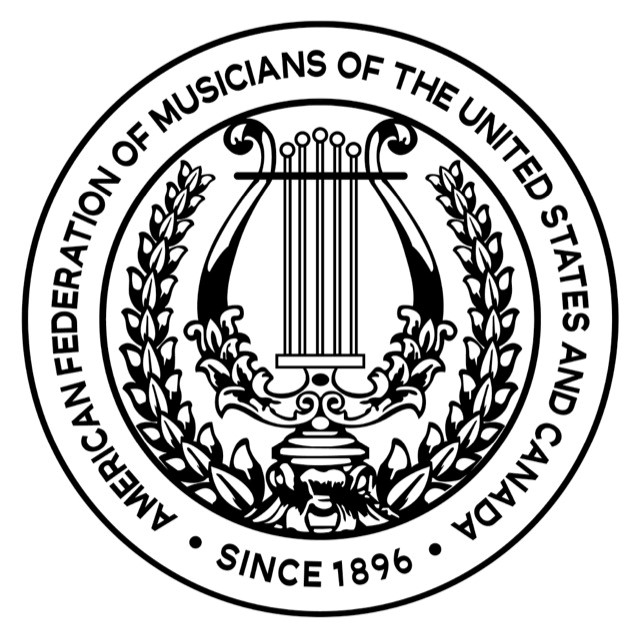 AMERICAN FEDERATION OF MUSICIANS OF THE UNITED STATES AND CANADA
• SINCE 1896 •